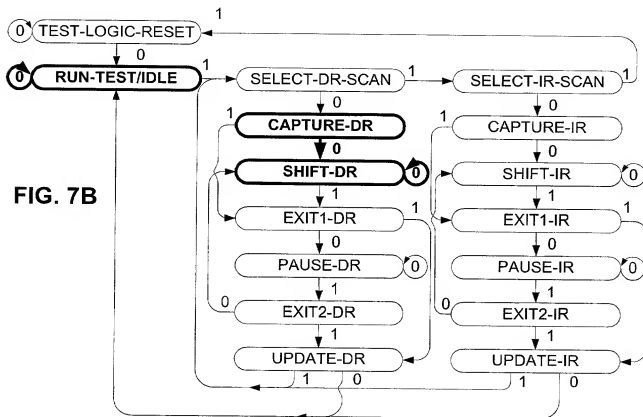 1
0 TEST-LOGIC-RESET
0
0 RUN-TEST/IDLE 1 SELECT-DR-SCAN 1 SELECT-IR-SCAN 1
0 0
1 CAPTURE-DR 1 CAPTURE-IR
0 0
SHIFT-DR 0 SHIFT-IR 0
FIG. 7B
1 1
EXIT1-DR 1 EXIT1-IR 1
0 0
PAUSE-DR 0 PAUSE-IR 0
1 1
0 EXIT2-DR 0 EXIT2-IR
1 1
UPDATE-DR UPDATE-IR
1 0 1 0